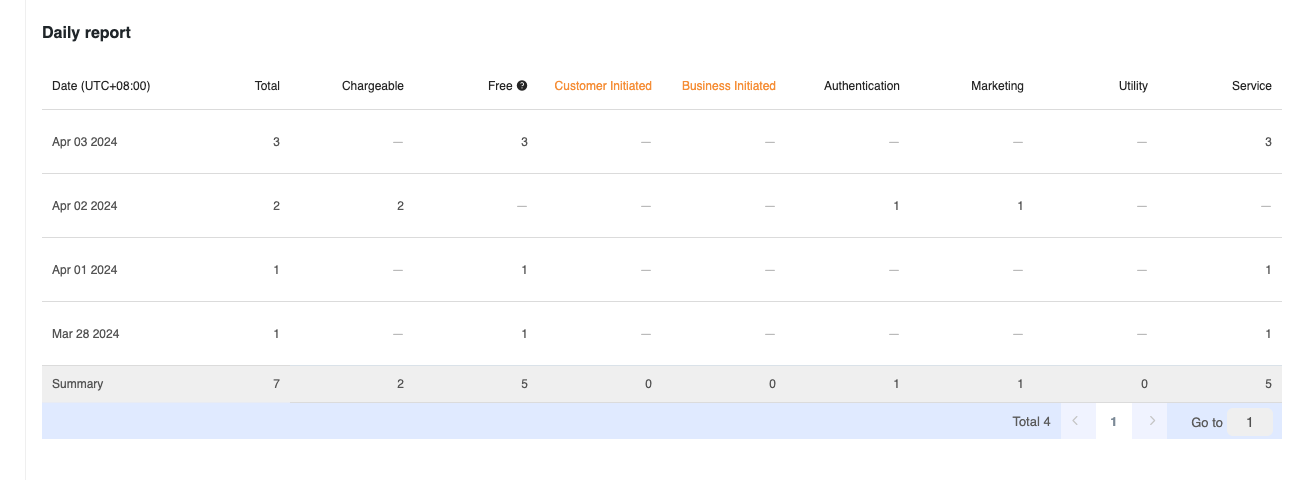 Daily report
Date (UTC+08:00) Total Chargeable Free ? Customer Initiated Business Initiated Authentication Marketing Utility Service
Apr 03 2024 3 — 3 — — — — — 3
Apr 02 2024 2 2 — — — 1 1 — —
Apr 01 2024 1 — 1 — — — — — 1
Mar 28 2024 1 — 1 — — — — — 1
Summary 7 2 5 0 0 1 1 0 5
Total 4 < 1 > Go to 1